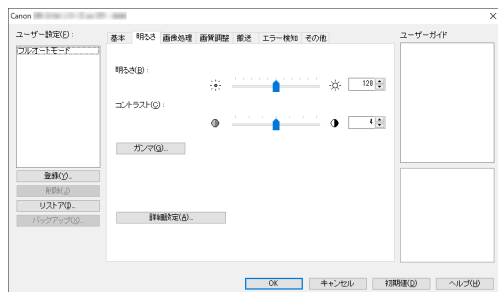 Canon
ユーザー設定(F):
フルオートモード
登録(Y)...
削除(J)
リストア(I)...
バックアップ(X)...
基本 明るさ 画像処理 画質調整 搬送 エラー検知 その他
明るさ(B):
128
コントラスト(C):
4
ガンマ(G)...
詳細設定(A)...
ユーザーガイド
OK キャンセル 初期値(D) ヘルプ(H)